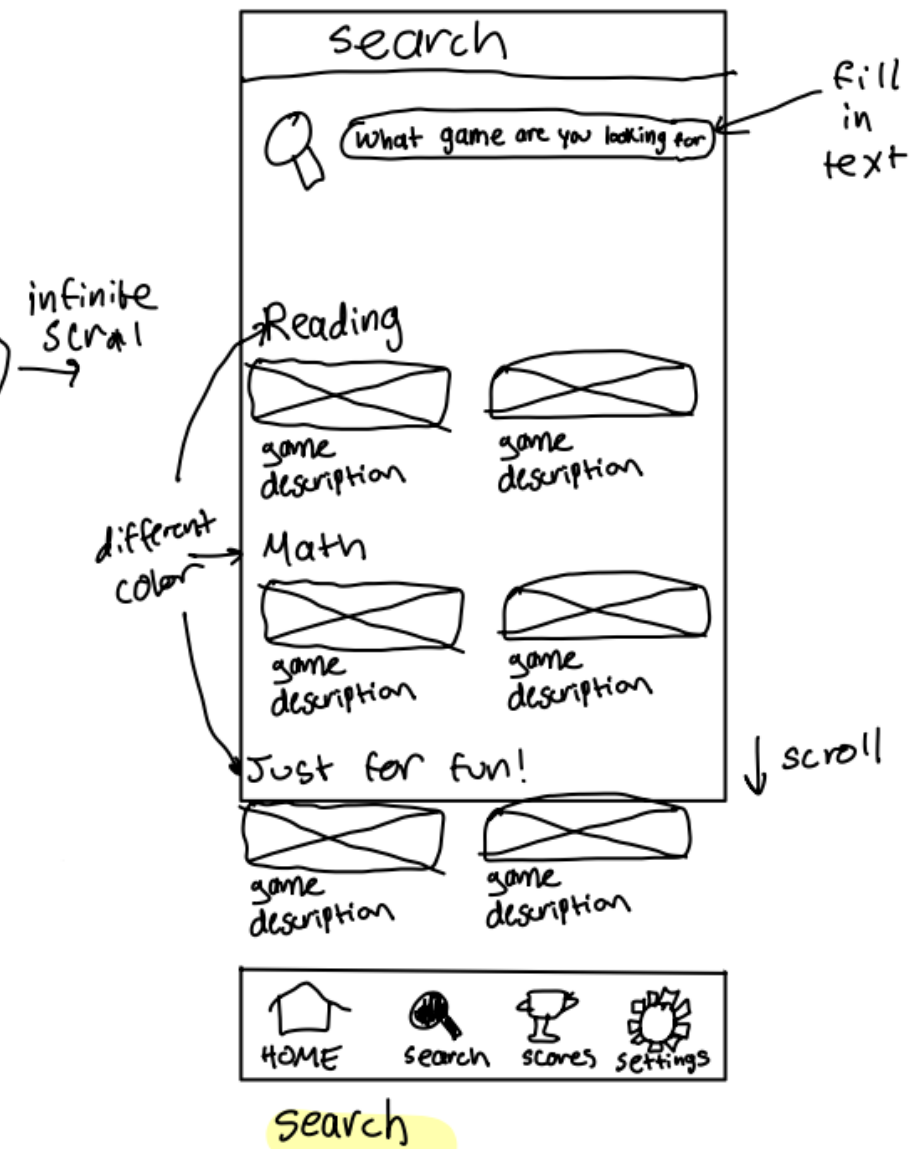 search
fill
in
text
What game are you looking for
infinite
scroll
Reading
game
description
game
description
different
color
Math
game
description
game
description
Just for fun!
scroll
game
description
game
description
HOME
search
scores
settings
search